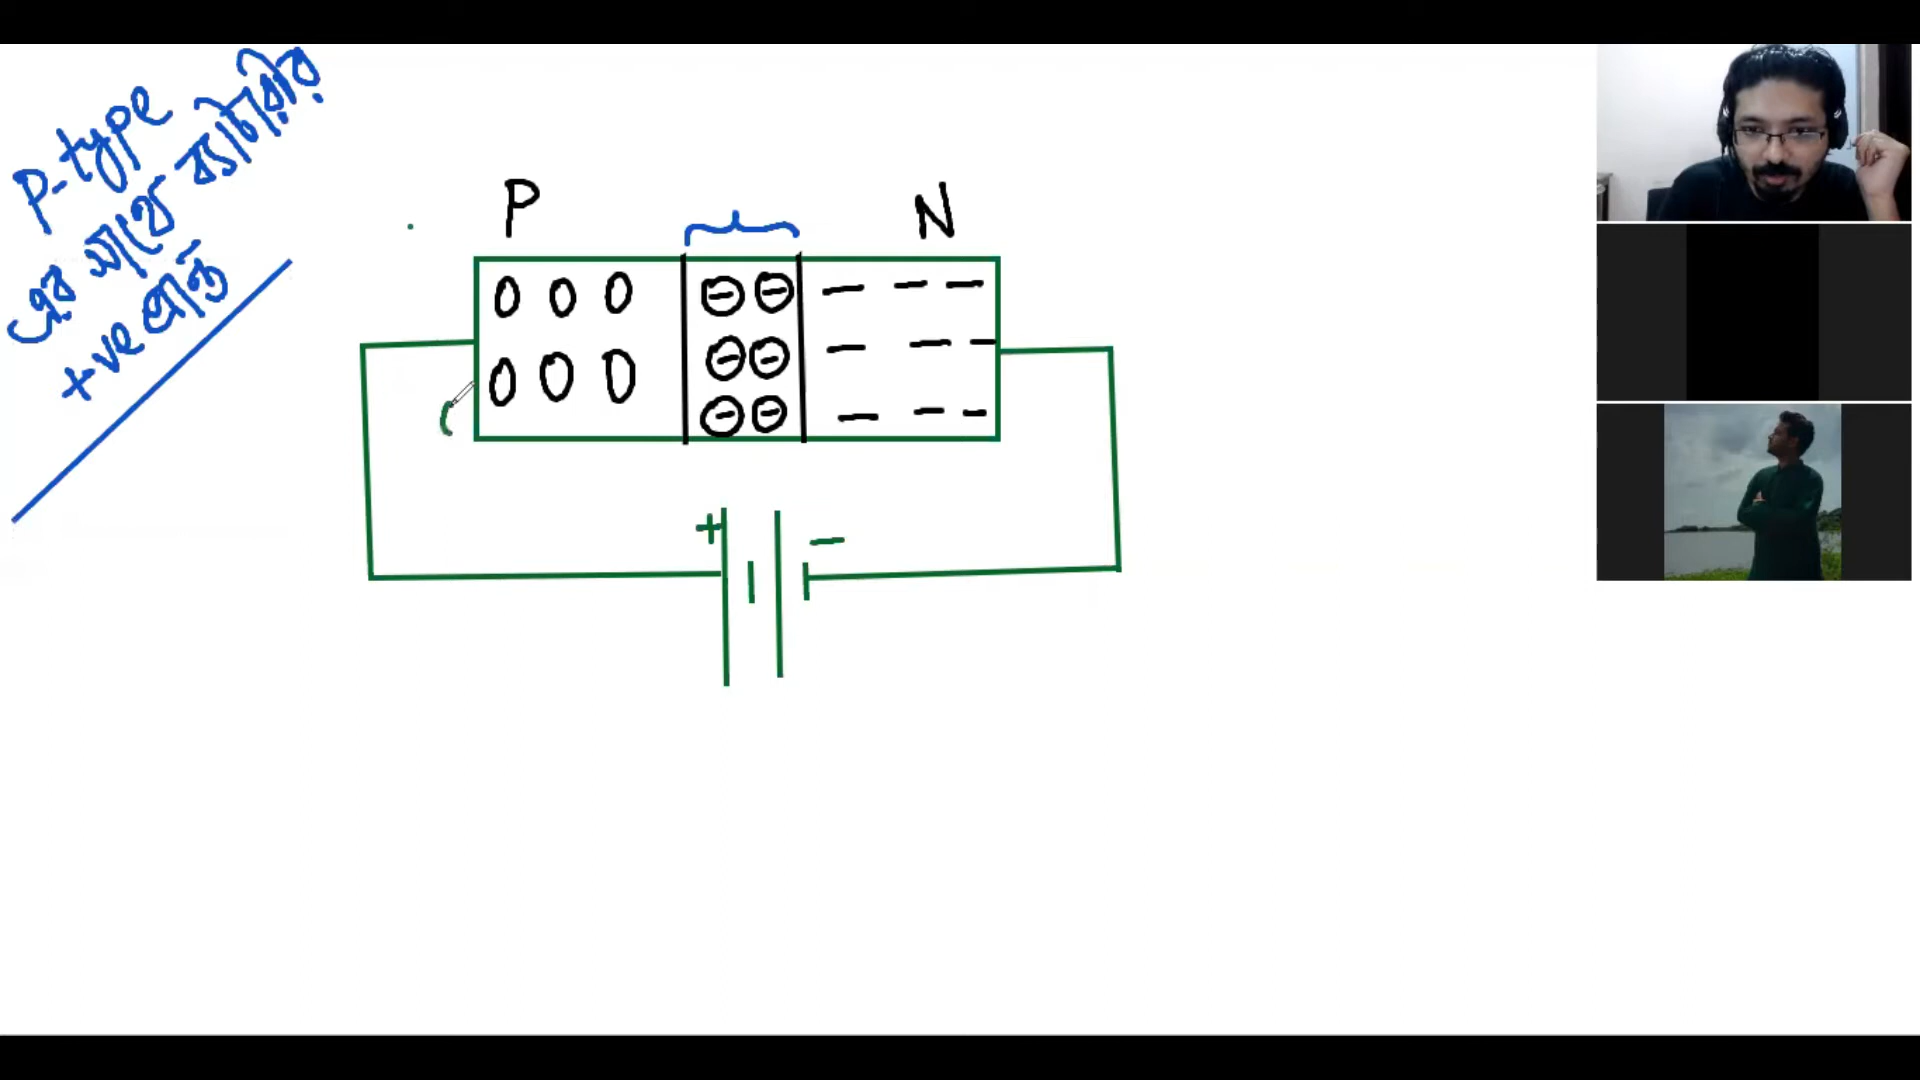 P-type
এর সাথে ব্যাটারীর
+ve প্রান্ত
P N
+ -